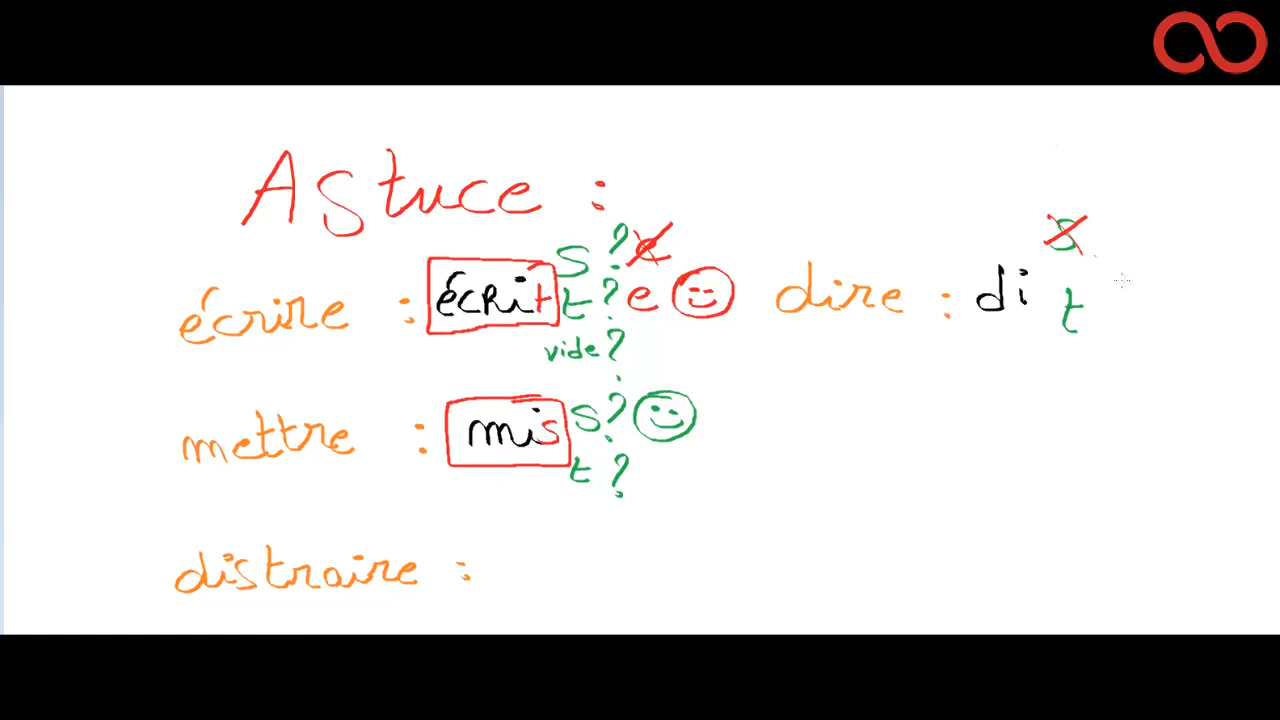 Astuce :
s ? e
écrire : écrit t ? e dire : di s
t
vide ?
mettre : mis s ?
t ?
distraire :